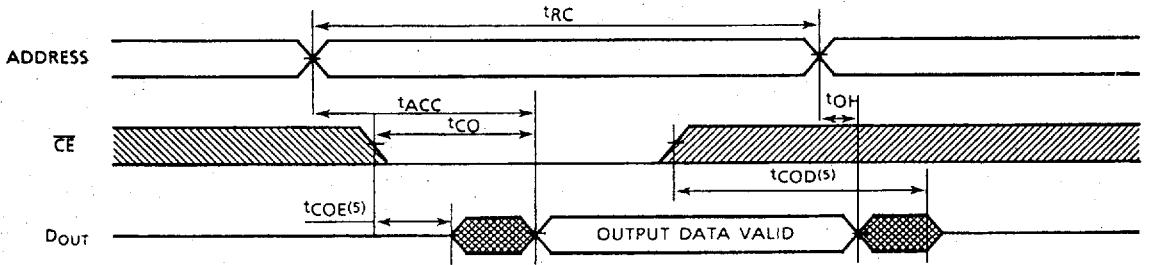 tRC
ADDRESS
tACC
tOH
tCO
CE
tCOD(5)
tCOE(5)
DOUT
OUTPUT DATA VALID